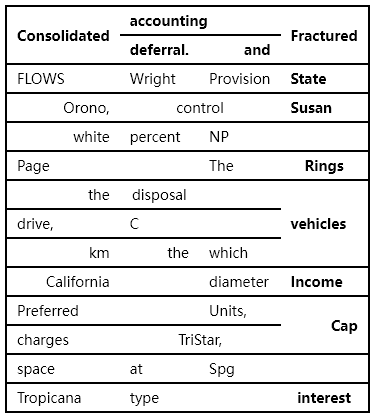 Consolidated accounting Fractured
deferral. and
FLOWS Wright Provision State
Orono, control Susan
white percent NP
Page The Rings
the disposal
drive, C vehicles
km the which
California diameter Income
Preferred Units, Cap
charges TriStar,
space at Spg
Tropicana type interest